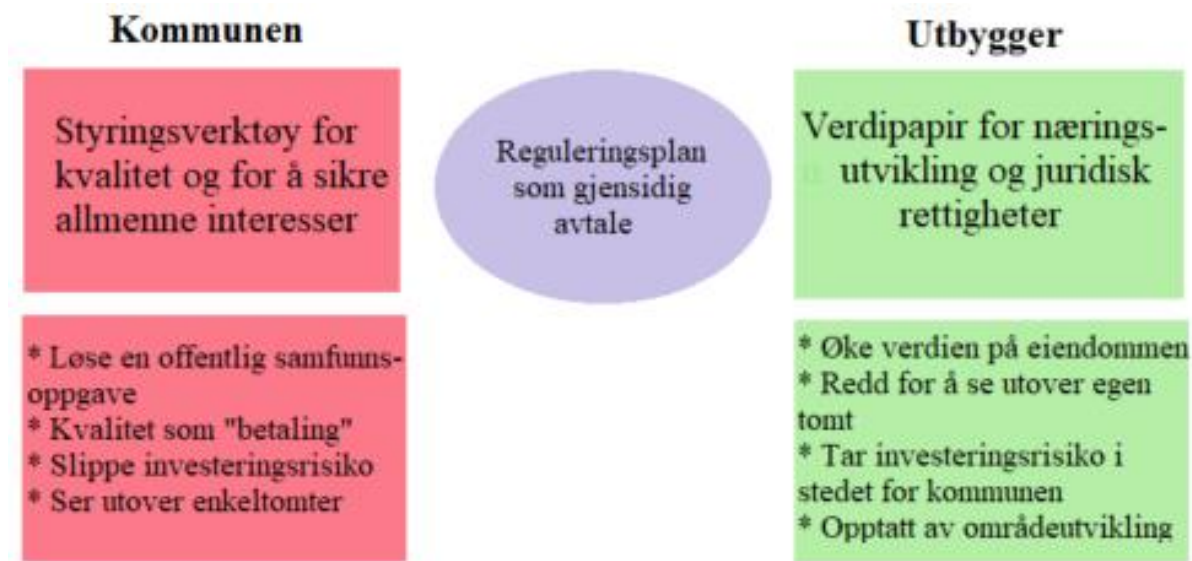 Kommunen
Styringsverktøy for
kvalitet og for å sikre
allmenne interesser
* Løse en offentlig samfunns-
oppgave
* Kvalitet som "betaling"
* Slippe investeringsrisiko
* Ser utover enkeltomter
Reguleringsplan
som gjensidig
avtale
Utbygger
Verdipapir for nærings-
utvikling og juridisk
rettigheter
* Øke verdien på eiendommen
* Redd for å se utover egen
tomt
* Tar investeringsrisiko i
stedet for kommunen
* Opptatt av områdeutvikling